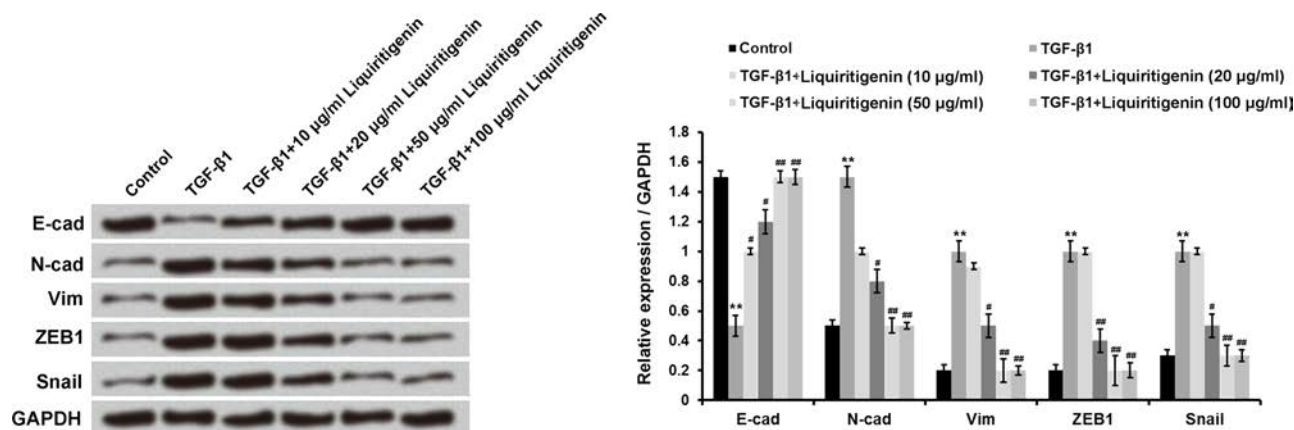 Control
TGF-β1
TGF-β1+10 μg/ml Liquiritigenin
TGF-β1+20 μg/ml Liquiritigenin
TGF-β1+50 μg/ml Liquiritigenin
TGF-β1+100 μg/ml Liquiritigenin
E-cad
N-cad
Vim
ZEB1
Snail
GAPDH
Control
TGF-β1
TGF-β1+Liquiritigenin (10 μg/ml)
TGF-β1+Liquiritigenin (20 μg/ml)
TGF-β1+Liquiritigenin (50 μg/ml)
TGF-β1+Liquiritigenin (100 μg/ml)
Relative expression / GAPDH
1.8
1.6
1.4
1.2
1
0.8
0.6
0.4
0.2
0
** # # ## ##
** # ## ##
** # ## ##
** ## ## ##
** # ## ##
E-cad N-cad Vim ZEB1 Snail